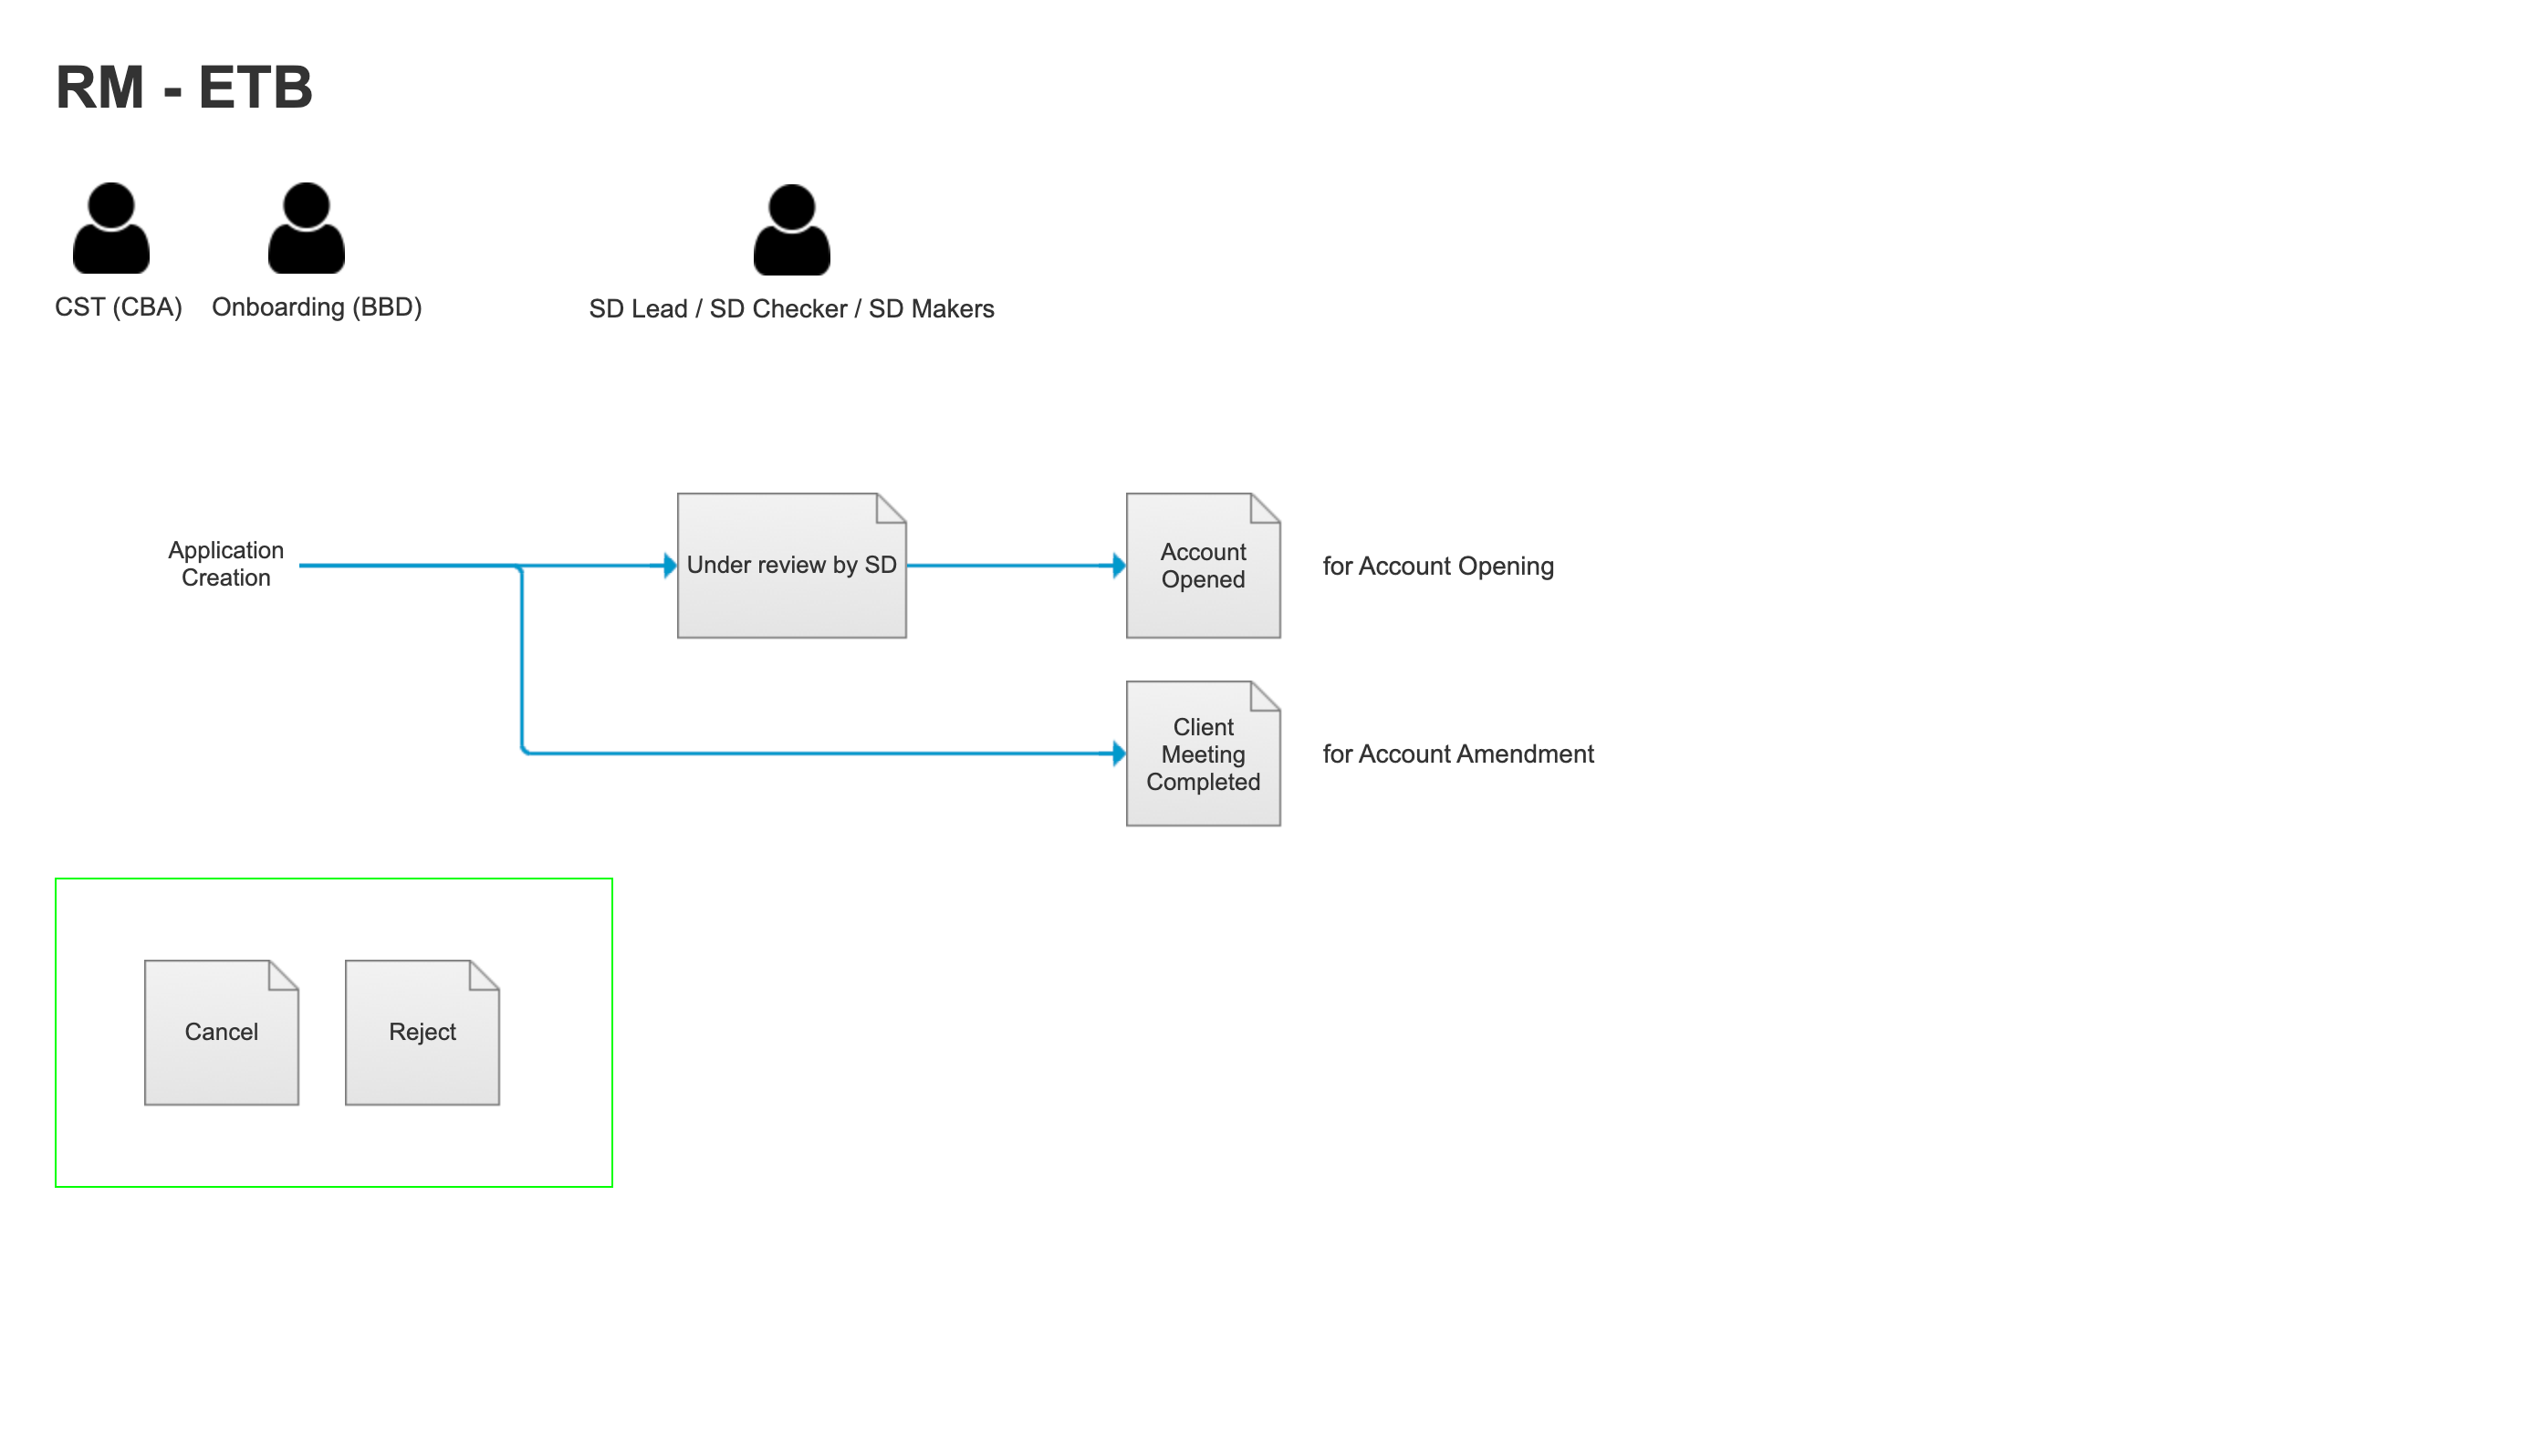 RM - ETB
CST (CBA)
Onboarding (BBD)
SD Lead / SD Checker / SD Makers
Application
Creation
Under review by SD
Account
Opened
for Account Opening
Client
Meeting
Completed
for Account Amendment
Cancel
Reject